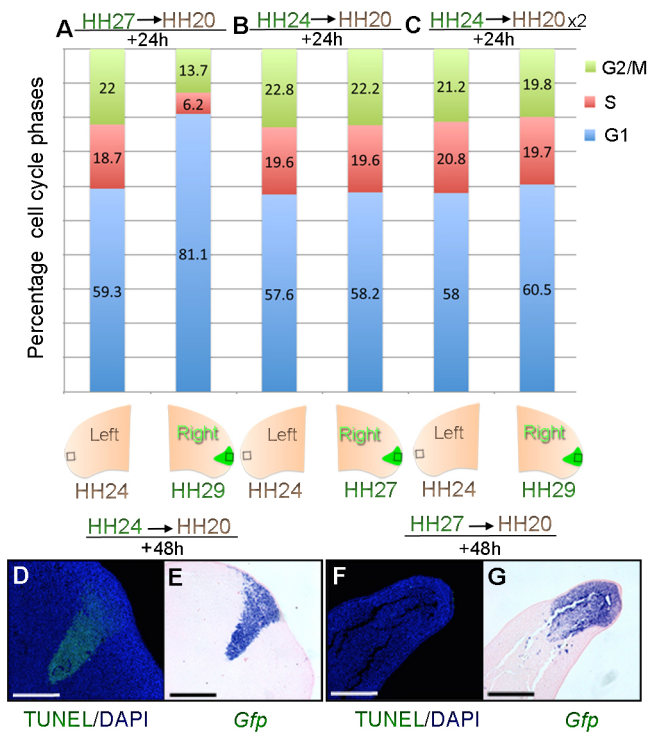 A HH27→HH20 B HH24→HH20 C HH24→HH20x2
+24h +24h +24h
Percentage cell cycle phases
G2/M
S
G1
22 13.7 22.8 22.2 21.2 19.8
18.7 6.2 19.6 19.6 20.8 19.7
59.3 81.1 57.6 58.2 58 60.5
Left Right Left Right Left Right
HH24 HH29 HH24 HH27 HH24 HH29
HH24→HH20 HH27→HH20
+48h +48h
D E F G
TUNEL/DAPI Gfp TUNEL/DAPI Gfp